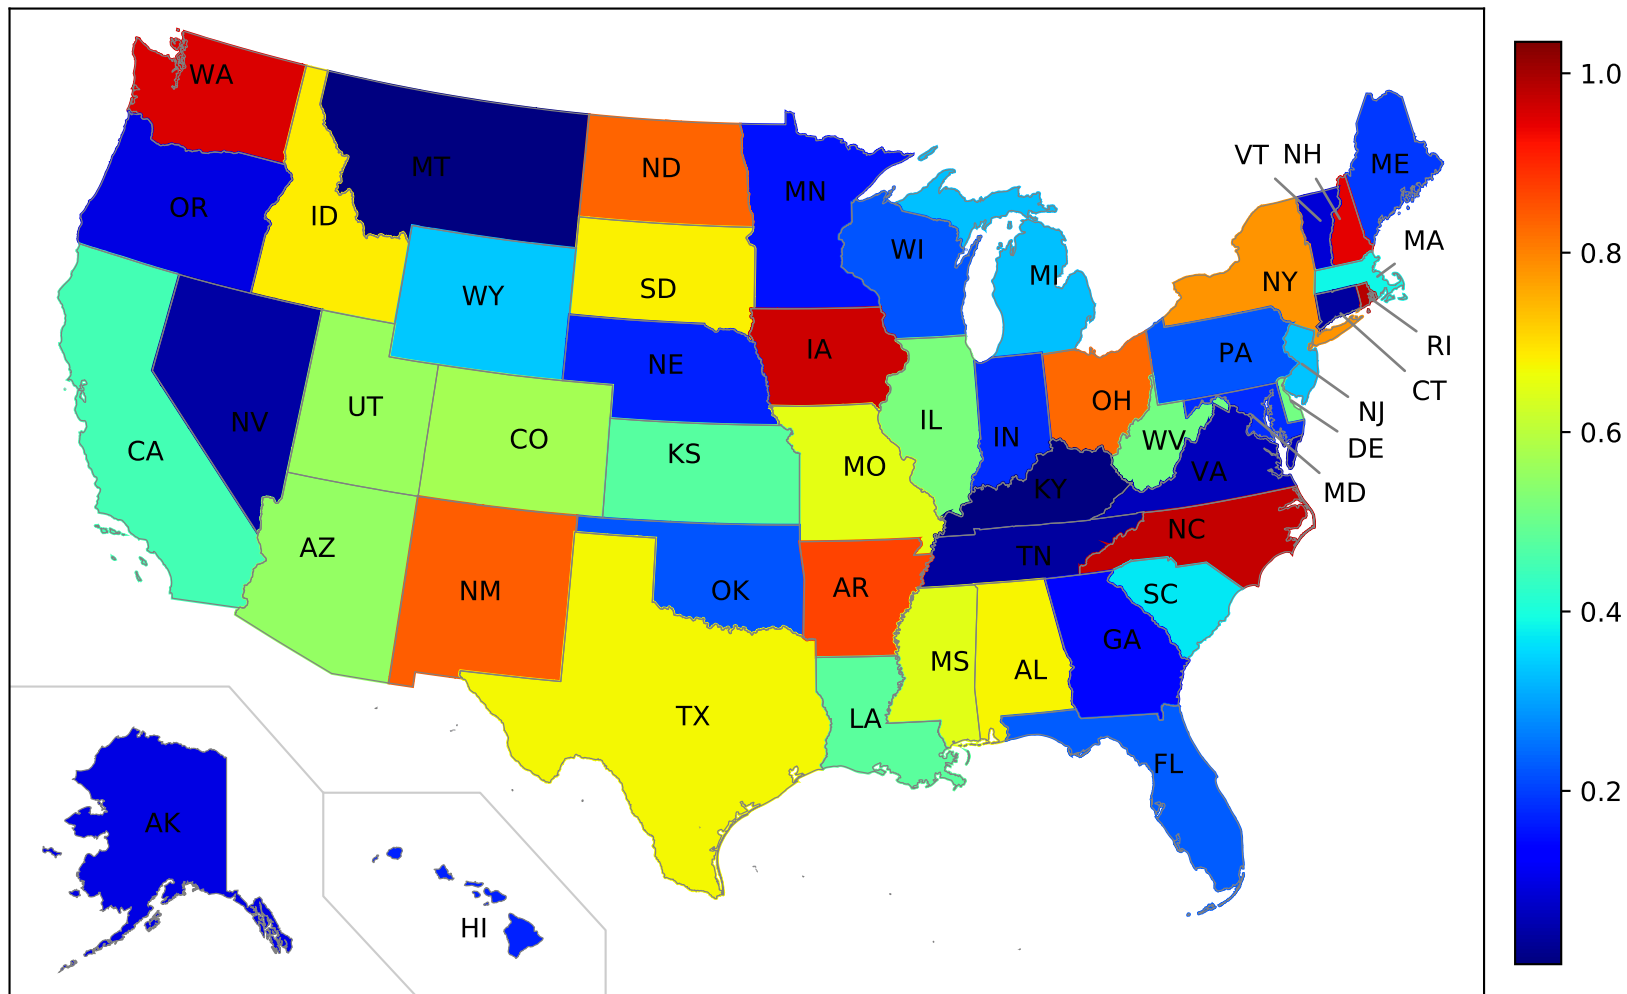 WA
1.0
VT NH
ME
MT
ND
MN
OR
ID
MA
WI
MI
NY
0.8
WY
SD
RI
IA
PA
NE
CT
UT
OH
NJ
NV
CO
IL
IN
WV
DE
0.6
CA
KS
MO
VA
MD
KY
AZ
NC
TN
NM
OK
AR
SC
0.4
GA
MS
AL
TX
LA
FL
0.2
AK
HI